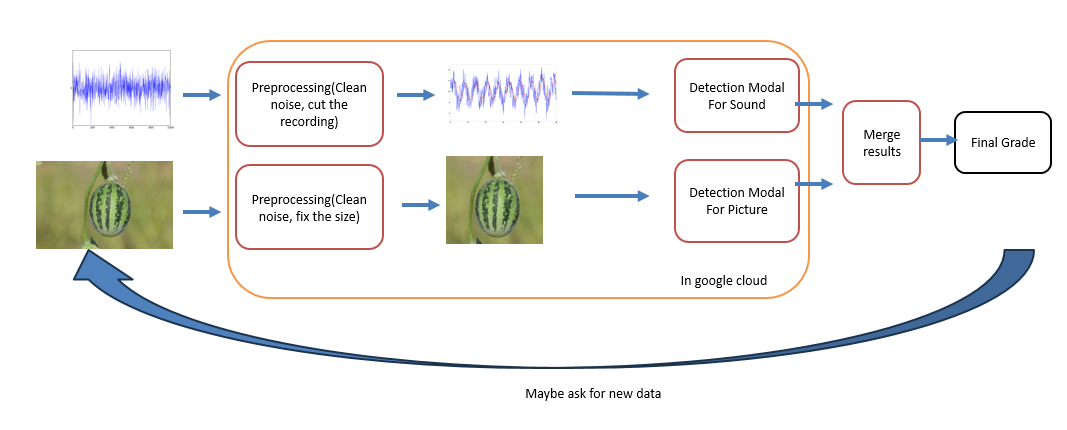 Preprocessing(Clean
noise, cut the
recording)
Detection Modal
For Sound
Merge
results
Final Grade
Preprocessing(Clean
noise, fix the size)
Detection Modal
For Picture
In google cloud
Maybe ask for new data